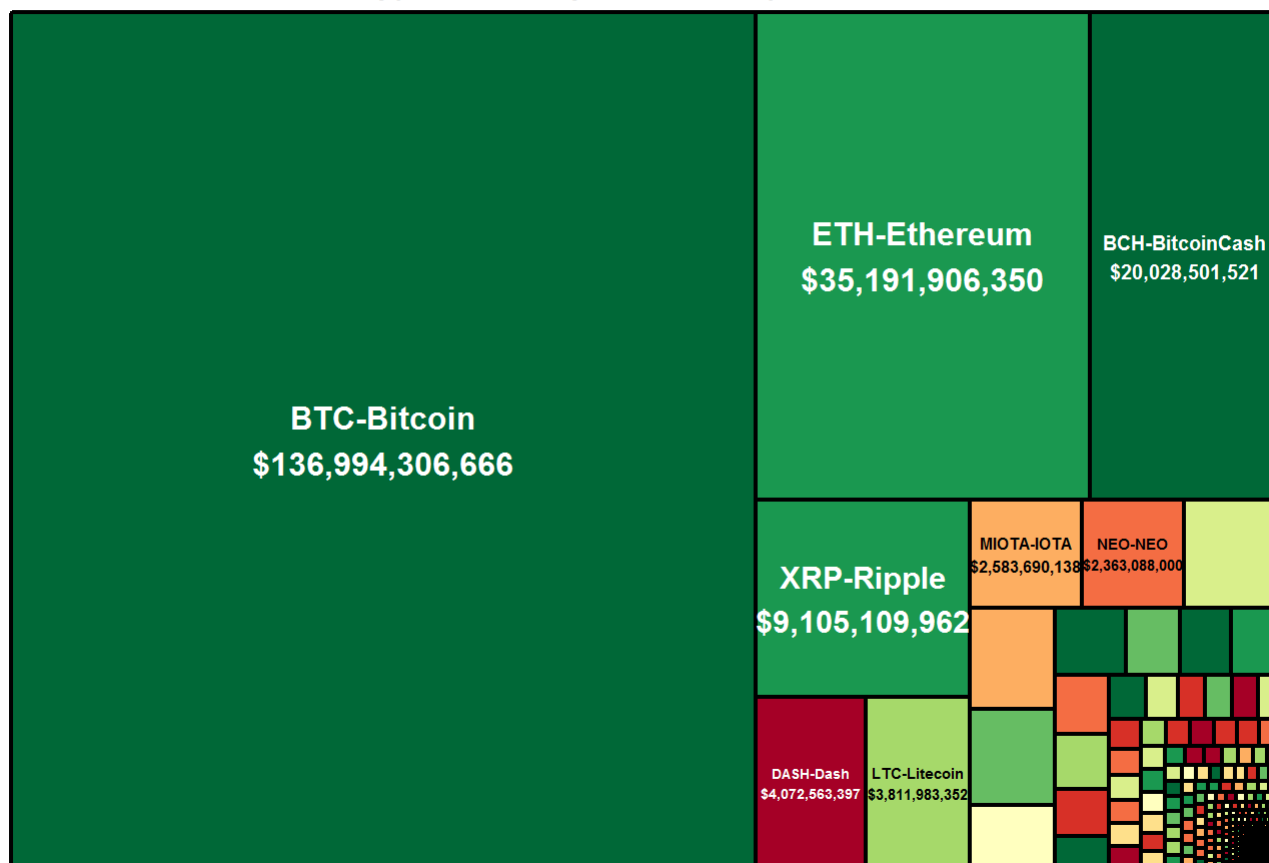 BTC-Bitcoin
$136,994,306,666
ETH-Ethereum
$35,191,906,350
BCH-BitcoinCash
$20,028,501,521
XRP-Ripple
$9,105,109,962
MIOTA-IOTA
$2,583,690,138
NEO-NEO
$2,363,088,000
DASH-Dash
$4,072,563,397
LTC-Litecoin
$3,811,983,352